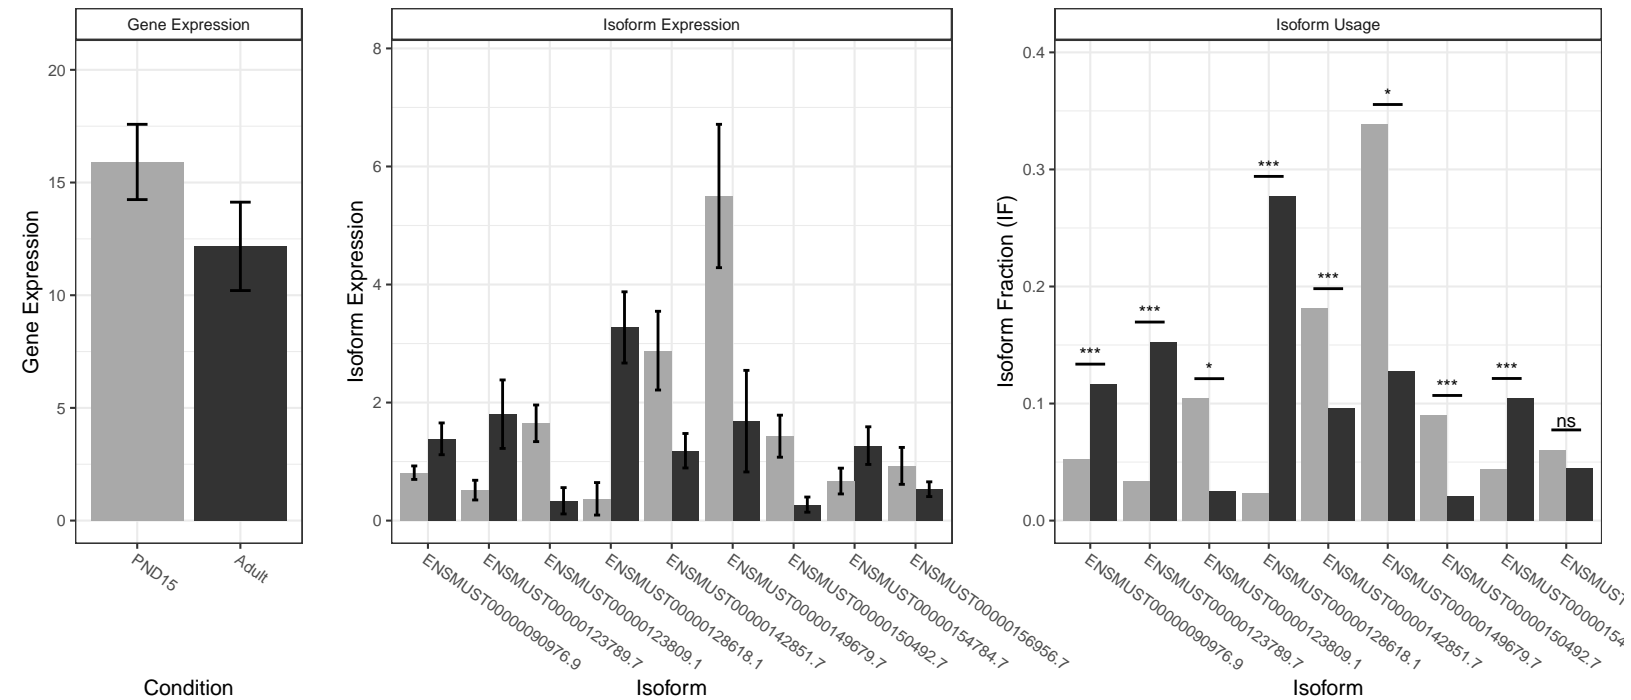 Gene Expression
Isoform Expression
Isoform Usage
Gene Expression
20
15
10
5
0
PND15
Adult
Condition
Isoform Expression
8
6
4
2
0
ENSMUST00000090976.9
ENSMUST00000123789.7
ENSMUST00000123809.1
ENSMUST00000128618.1
ENSMUST00000142851.7
ENSMUST00000149679.7
ENSMUST00000150492.7
ENSMUST00000154784.7
ENSMUST00000156956.7
Isoform
Isoform Fraction (IF)
0.4
0.3
0.2
0.1
0.0
***
***
*
***
***
*
***
***
ns
ENSMUST00000090976.9
ENSMUST00000123789.7
ENSMUST00000123809.1
ENSMUST00000128618.1
ENSMUST00000142851.7
ENSMUST00000149679.7
ENSMUST00000150492.7
ENSMUST00000154
ENSMUST
Isoform